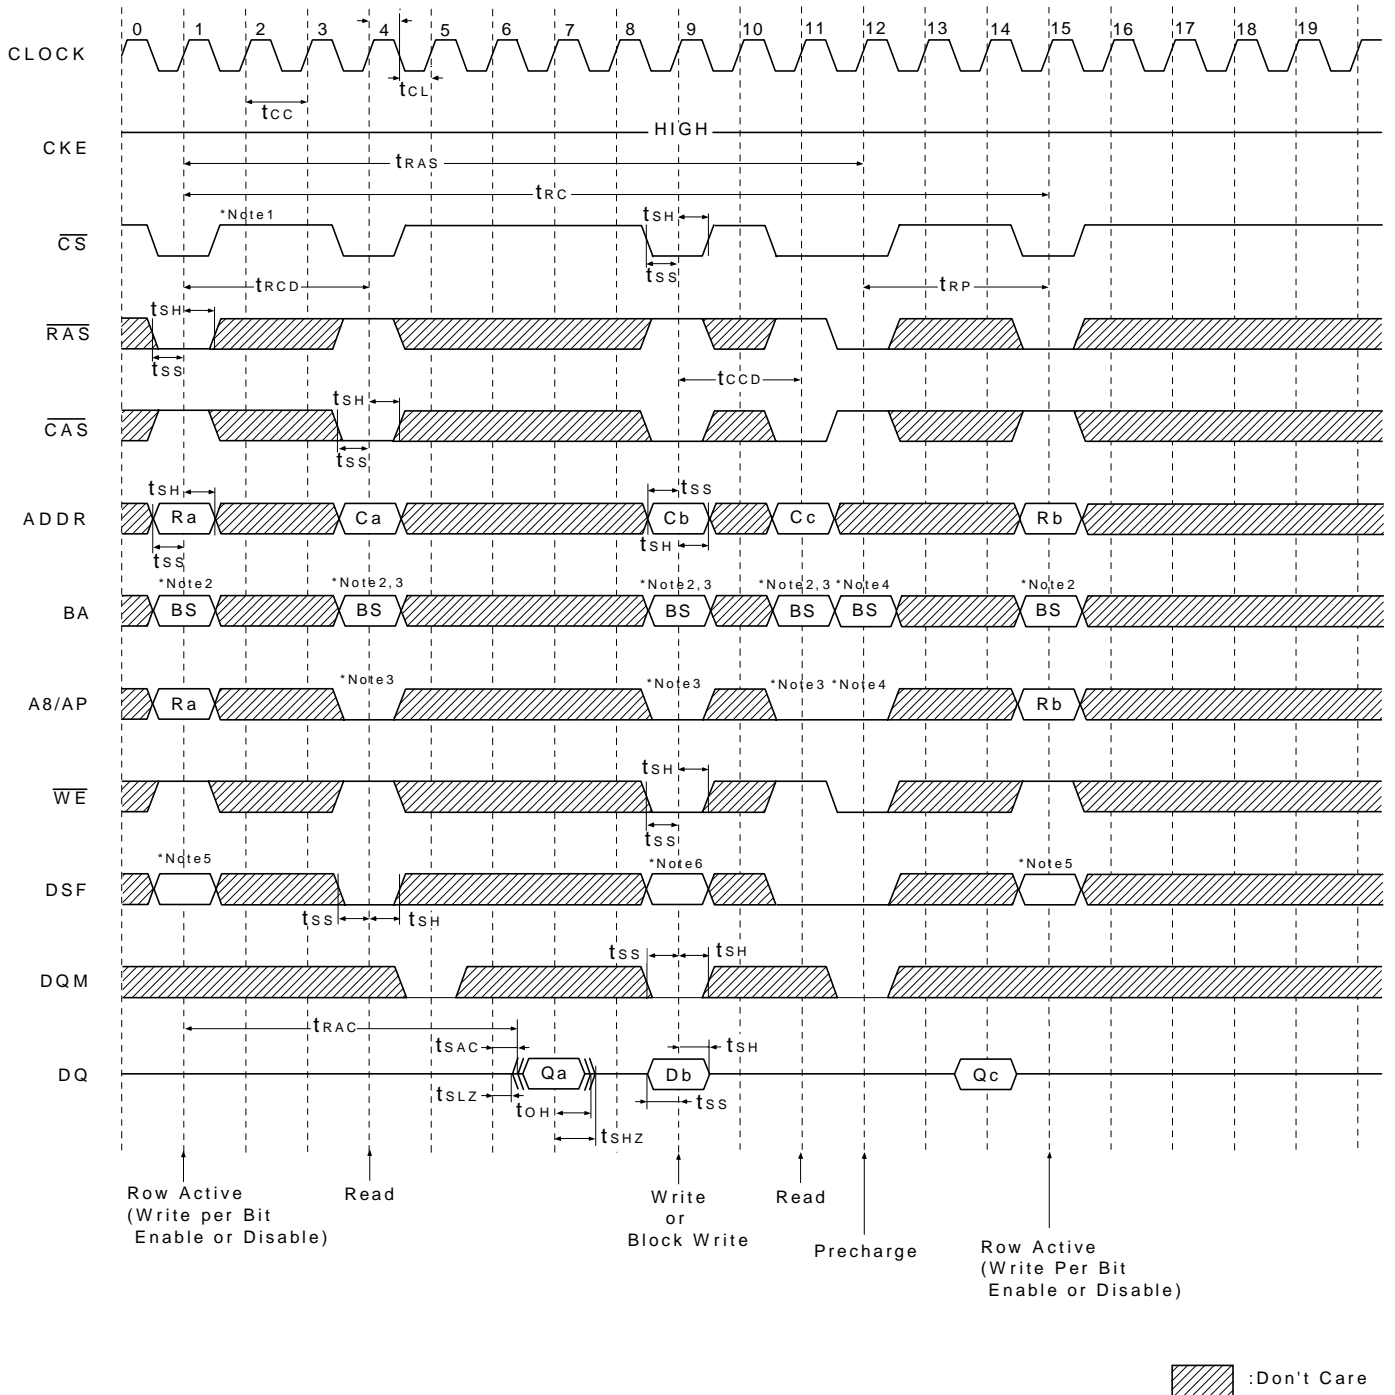 0 1 2 3 4 5 6 7 8 9 10 11 12 13 14 15 16 17 18 19
CLOCK
tCL
tCC
HIGH
CKE
tRAS
tRC
*Note1
tSH
CS
tSS
tRCD
tRP
tSH
RAS
tSS
tCCD
tSH
CAS
tSS
tSH
tSS
ADDR
Ra Ca Cb Cc Rb
tSH
tSS
*Note2 *Note2,3 *Note2,3 *Note2,3 *Note4 *Note2
BA
BS BS BS BS BS BS
*Note3 *Note3 *Note3 *Note4
A8/AP
Ra Rb
tSH
WE
tSS
*Note5 *Note6 *Note5
DSF
tSS tSH
tSS tSH
DQM
tRAC
tSAC tSH
DQ
Qa Db Qc
tSLZ tOH tSS
tSHZ
Row Active
(Write per Bit
Enable or Disable)
Read
Write
or
Block Write
Read
Precharge
Row Active
(Write Per Bit
Enable or Disable)
:Don't Care